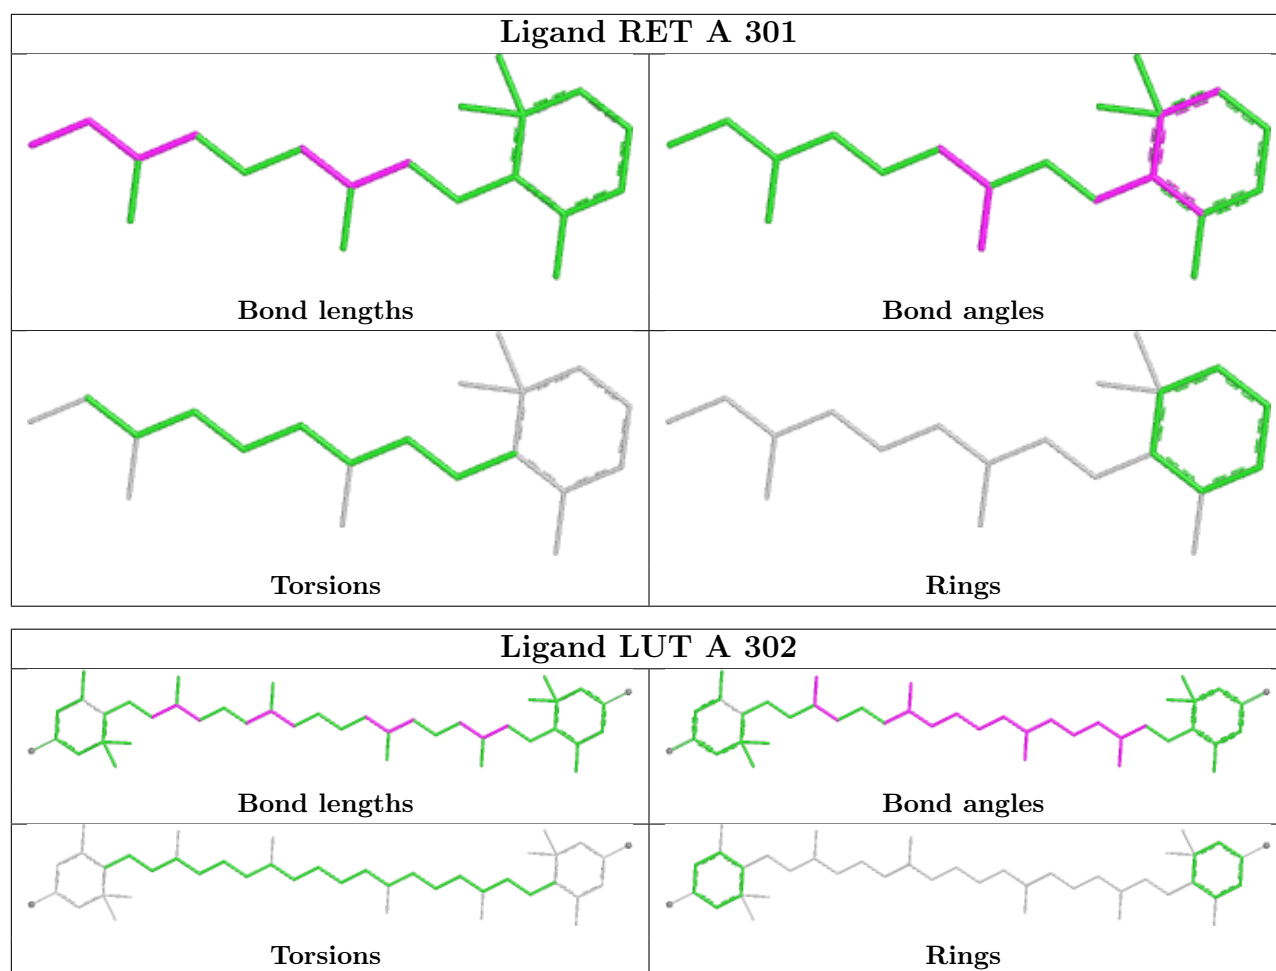 Ligand RET A 301
Bond lengths
Bond angles
Torsions
Rings
Ligand LUT A 302
Bond lengths
Bond angles
Torsions
Rings